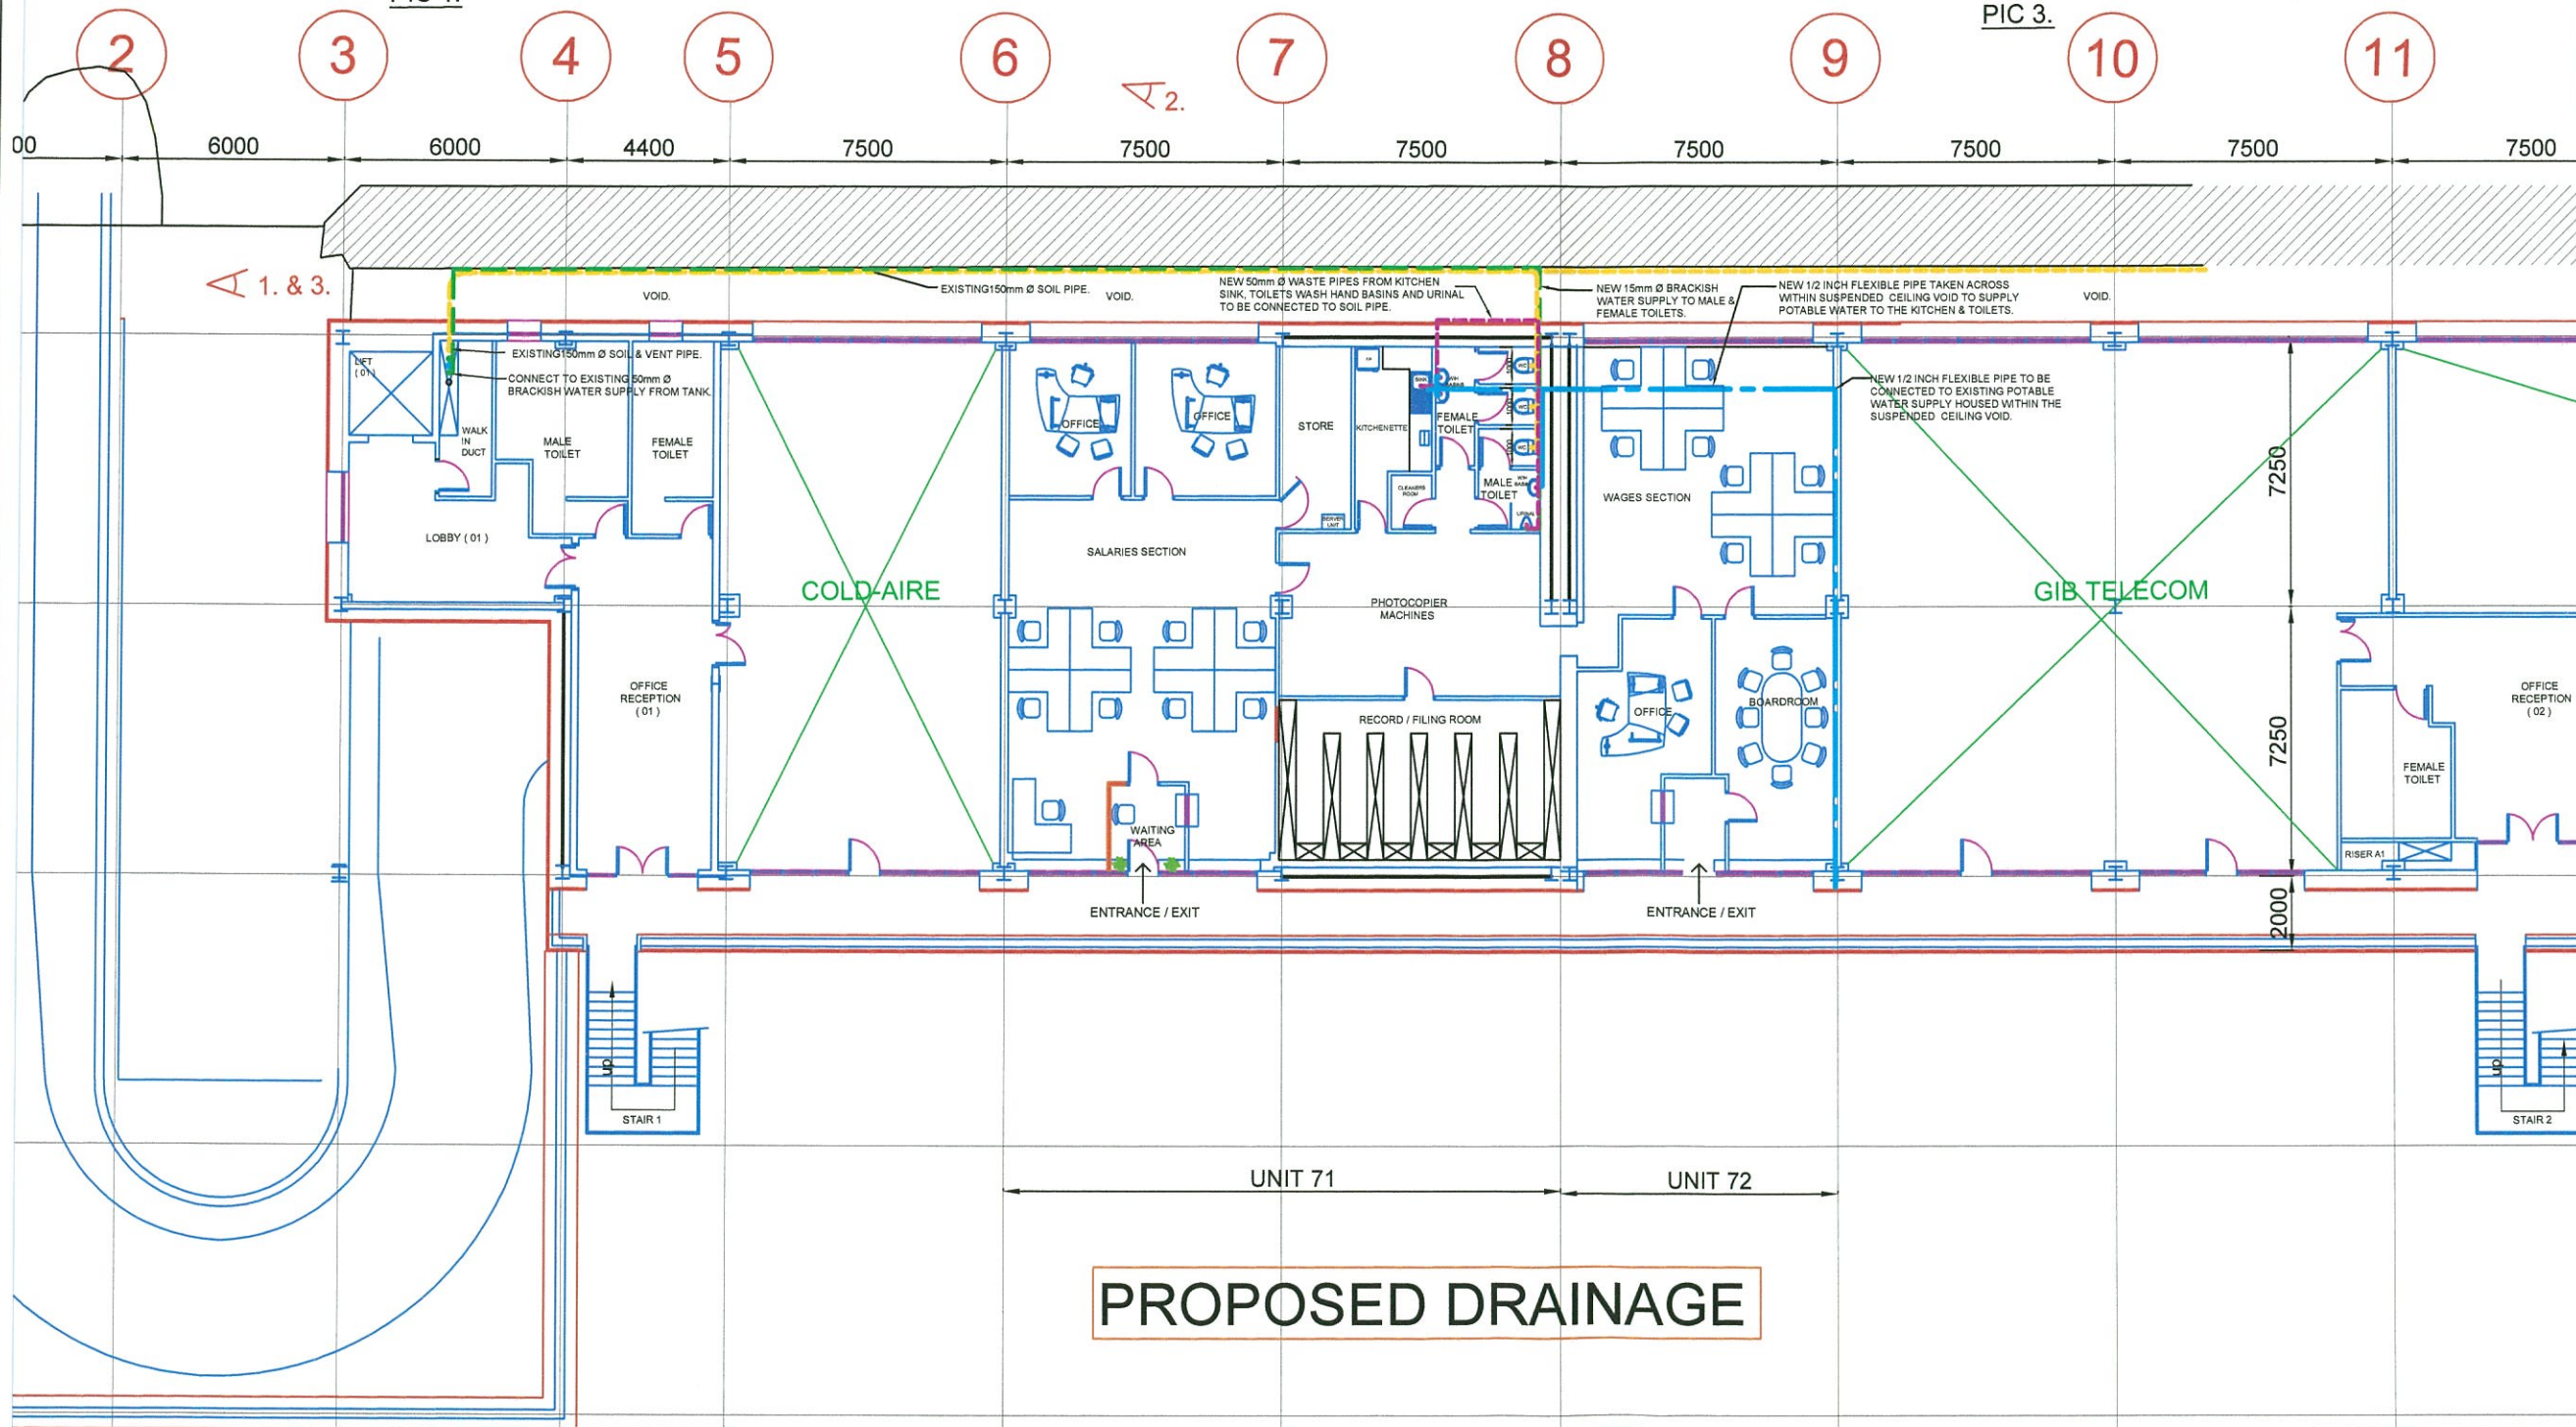 PIC 3.
2
3
4
5
6
7
8
9
10
11
2.
00
6000
6000
4400
7500
7500
7500
7500
7500
7500
7500
1. & 3.
VOID.
EXISTING150mm Ø SOIL PIPE.
VOID.
NEW 50mm Ø WASTE PIPES FROM KITCHEN
SINK, TOILETS WASH HAND BASINS AND URINAL
TO BE CONNECTED TO SOIL PIPE.
NEW 15mm Ø BRACKISH
WATER SUPPLY TO MALE &
FEMALE TOILETS.
NEW 1/2 INCH FLEXIBLE PIPE TAKEN ACROSS
WITHIN SUSPENDED CEILING VOID TO SUPPLY
POTABLE WATER TO THE KITCHEN & TOILETS.
VOID.
LIFT
( 01 )
EXISTING150mm Ø SOIL & VENT PIPE.
CONNECT TO EXISTING 50mm Ø
BRACKISH WATER SUPPLY FROM TANK.
NEW 1/2 INCH FLEXIBLE PIPE TO BE
CONNECTED TO EXISTING POTABLE
WATER SUPPLY HOUSED WITHIN THE
SUSPENDED CEILING VOID.
WALK
IN
DUCT
MALE
TOILET
FEMALE
TOILET
OFFICE
OFFICE
STORE
KITCHENETTE
SINK
FEMALE
TOILET
WC
WC
WC
CLEANERS
ROOM
MALE
TOILET
URINAL
SERVER
UNIT
WAGES SECTION
7250
LOBBY ( 01 )
SALARIES SECTION
COLD-AIRE
PHOTOCOPIER
MACHINES
GIB TELECOM
OFFICE
RECEPTION
( 01 )
RECORD / FILING ROOM
OFFICE
BOARDROOM
7250
OFFICE
RECEPTION
( 02 )
FEMALE
TOILET
WAITING
AREA
RISER A1
ENTRANCE / EXIT
ENTRANCE / EXIT
2000
up
STAIR 1
up
STAIR 2
UNIT 71
UNIT 72
PROPOSED DRAINAGE